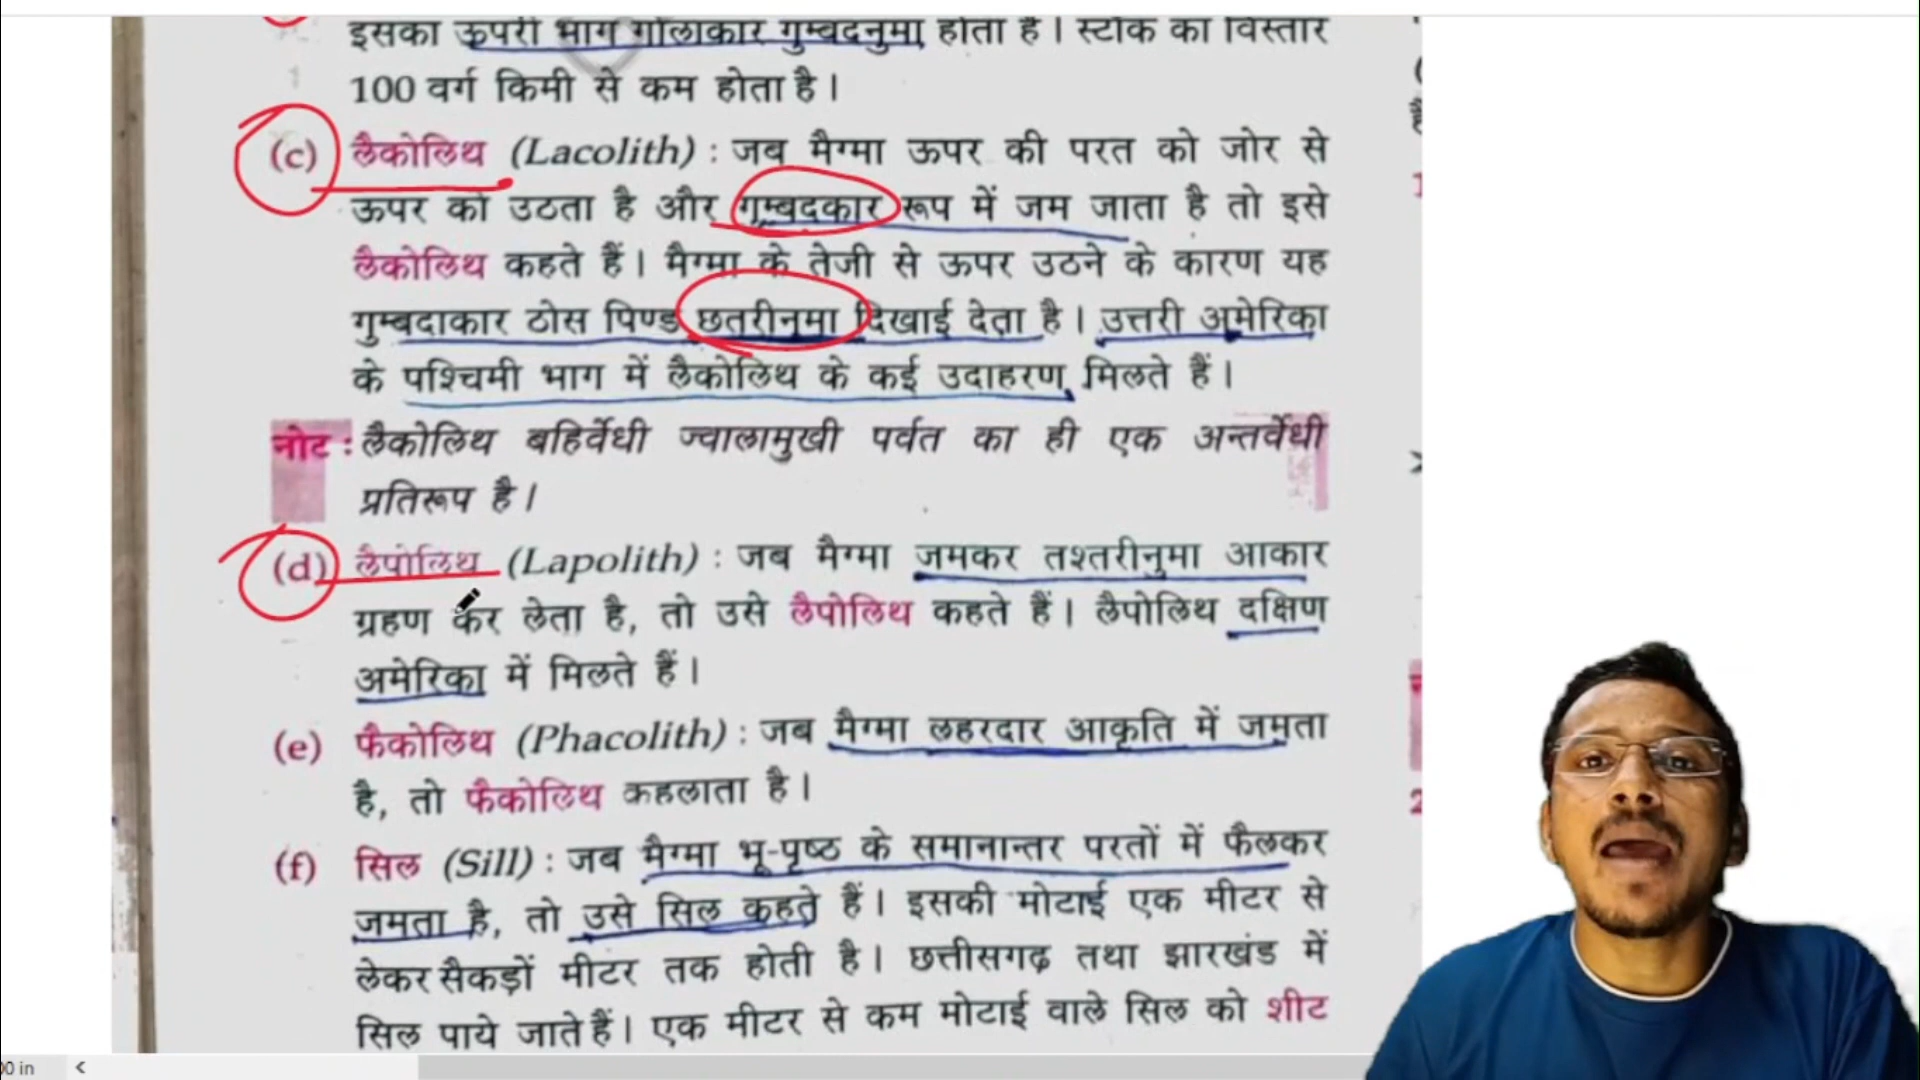 इसका ऊपरी भाग गोलाकार गुम्बदनुमा होता है। स्टॉक का विस्तार
100 वर्ग किमी से कम होता है।
(c) लैकोलिथ (Lacolith) : जब मैग्मा ऊपर की परत को जोर से
ऊपर को उठता है और गुम्बदकार रूप में जम जाता है तो इसे
लैकोलिथ कहते हैं। मैग्मा के तेजी से ऊपर उठने के कारण यह
गुम्बदाकार ठोस पिण्ड छतरीनुमा दिखाई देता है। उत्तरी अमेरिका
के पश्चिमी भाग में लैकोलिथ के कई उदाहरण मिलते हैं।
नोट : लैकोलिथ बहिर्वेधी ज्वालामुखी पर्वत का ही एक अन्तर्वेधी
प्रतिरूप है।
(d) लैपोलिथ (Lapolith) : जब मैग्मा जमकर तश्तरीनुमा आकार
ग्रहण कर लेता है, तो उसे लैपोलिथ कहते हैं। लैपोलिथ दक्षिण
अमेरिका में मिलते हैं।
(e) फैकोलिथ (Phacolith) : जब मैग्मा लहरदार आकृति में जमता
है, तो फैकोलिथ कहलाता है।
(f) सिल (Sill) : जब मैग्मा भू-पृष्ठ के समानान्तर परतों में फैलकर
जमता है, तो उसे सिल कहते हैं। इसकी मोटाई एक मीटर से
लेकर सैकड़ों मीटर तक होती है। छत्तीसगढ़ तथा झारखंड में
सिल पाये जाते हैं। एक मीटर से कम मोटाई वाले सिल को शीट
00 in